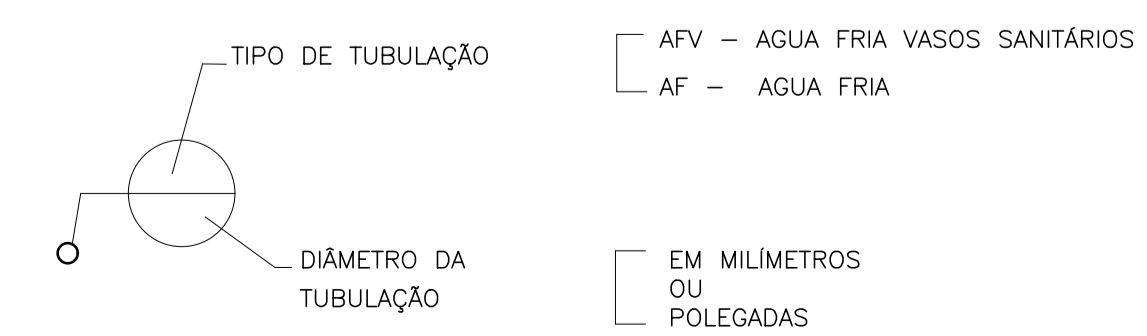 TIPO DE TUBULAÇÃO
AFV – AGUA FRIA VASOS SANITÁRIOS
AF – AGUA FRIA
DIÂMETRO DA
TUBULAÇÃO
EM MILÍMETROS
OU
POLEGADAS